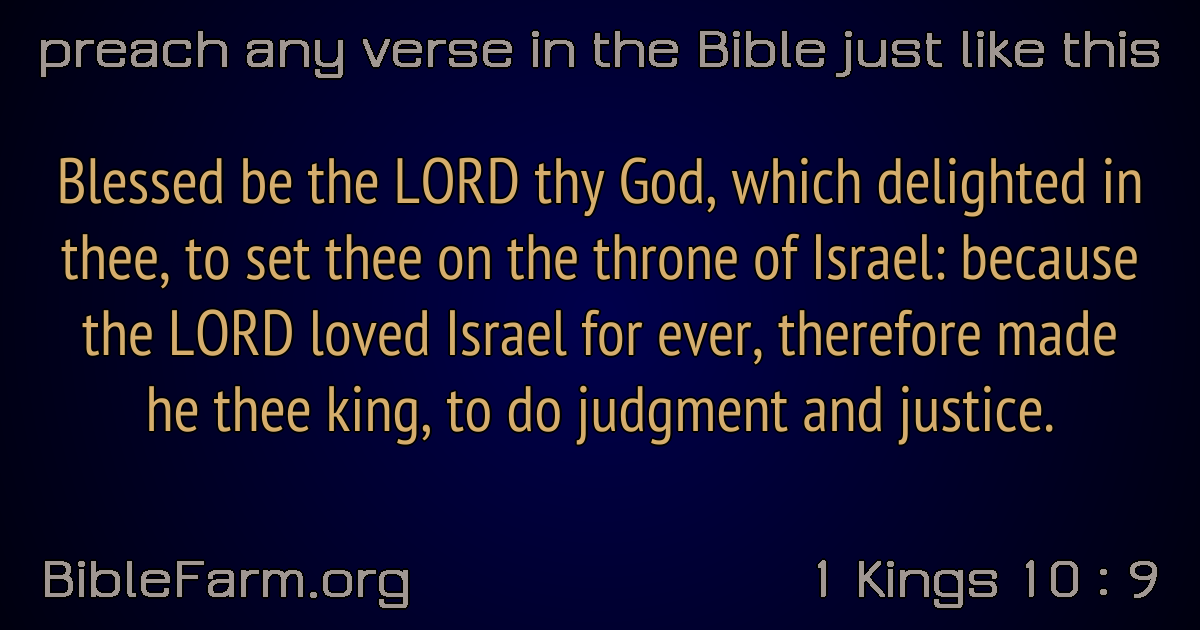 preach any verse in the Bible just like this
Blessed be the LORD thy God, which delighted in
thee, to set thee on the throne of Israel: because
the LORD loved Israel for ever, therefore made
he thee king, to do judgment and justice.
BibleFarm.org
1 Kings 10 : 9